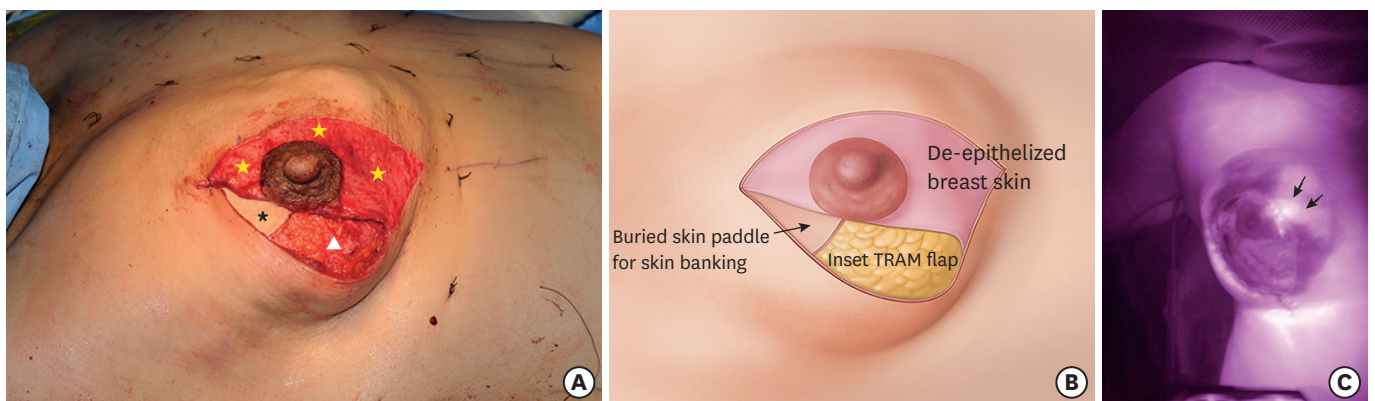 De-epithelized
breast skin
Buried skin paddle
for skin banking
Inset TRAM flap
A
B
C